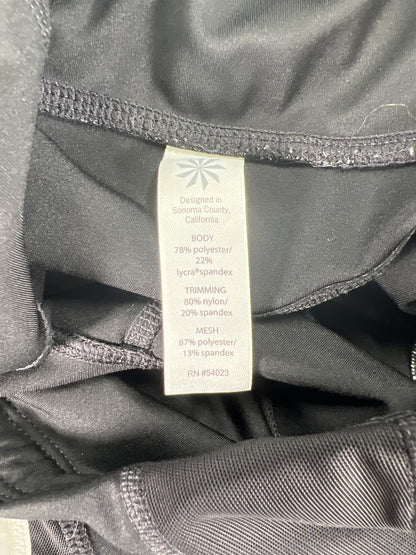 Designed in
Sonoma County,
California
BODY
78% polyester/
22%
lycra®spandex
TRIMMING
80% nylon/
20% spandex
MESH
87% polyester/
13% spandex
RN #54023